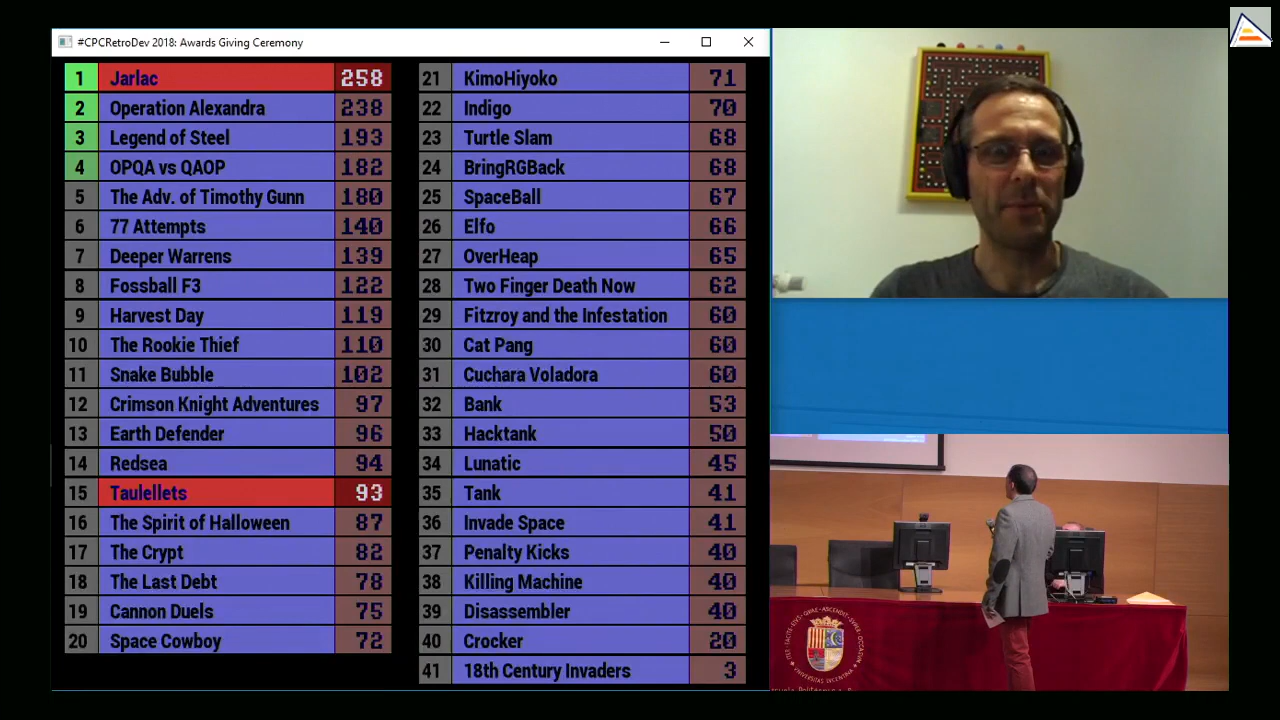 #CPCRetroDev 2018: Awards Giving Ceremony
1 Jarlac 258
2 Operation Alexandra 238
3 Legend of Steel 193
4 OPQA vs QAOP 182
5 The Adv. of Timothy Gunn 180
6 77 Attempts 140
7 Deeper Warrens 139
8 Fossball F3 122
9 Harvest Day 119
10 The Rookie Thief 110
11 Snake Bubble 102
12 Crimson Knight Adventures 97
13 Earth Defender 96
14 Redsea 94
15 Taulellets 93
16 The Spirit of Halloween 87
17 The Crypt 82
18 The Last Debt 78
19 Cannon Duels 75
20 Space Cowboy 72
21 KimoHiyoko 71
22 Indigo 70
23 Turtle Slam 68
24 BringRGBack 68
25 SpaceBall 67
26 Elfo 66
27 OverHeap 65
28 Two Finger Death Now 62
29 Fitzroy and the Infestation 60
30 Cat Pang 60
31 Cuchara Voladora 60
32 Bank 53
33 Hacktank 50
34 Lunatic 45
35 Tank 41
36 Invade Space 41
37 Penalty Kicks 40
38 Killing Machine 40
39 Disassembler 40
40 Crocker 20
41 18th Century Invaders 3